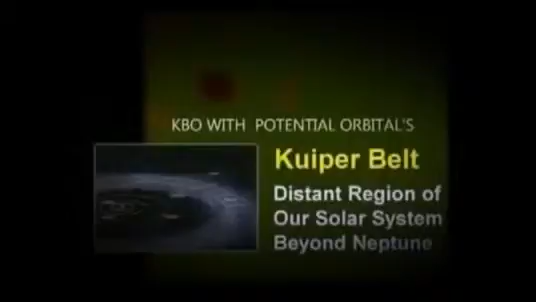 KBO WITH POTENTIAL ORBITAL'S
Kuiper Belt
Distant Region of
Our Solar System
Beyond Neptune